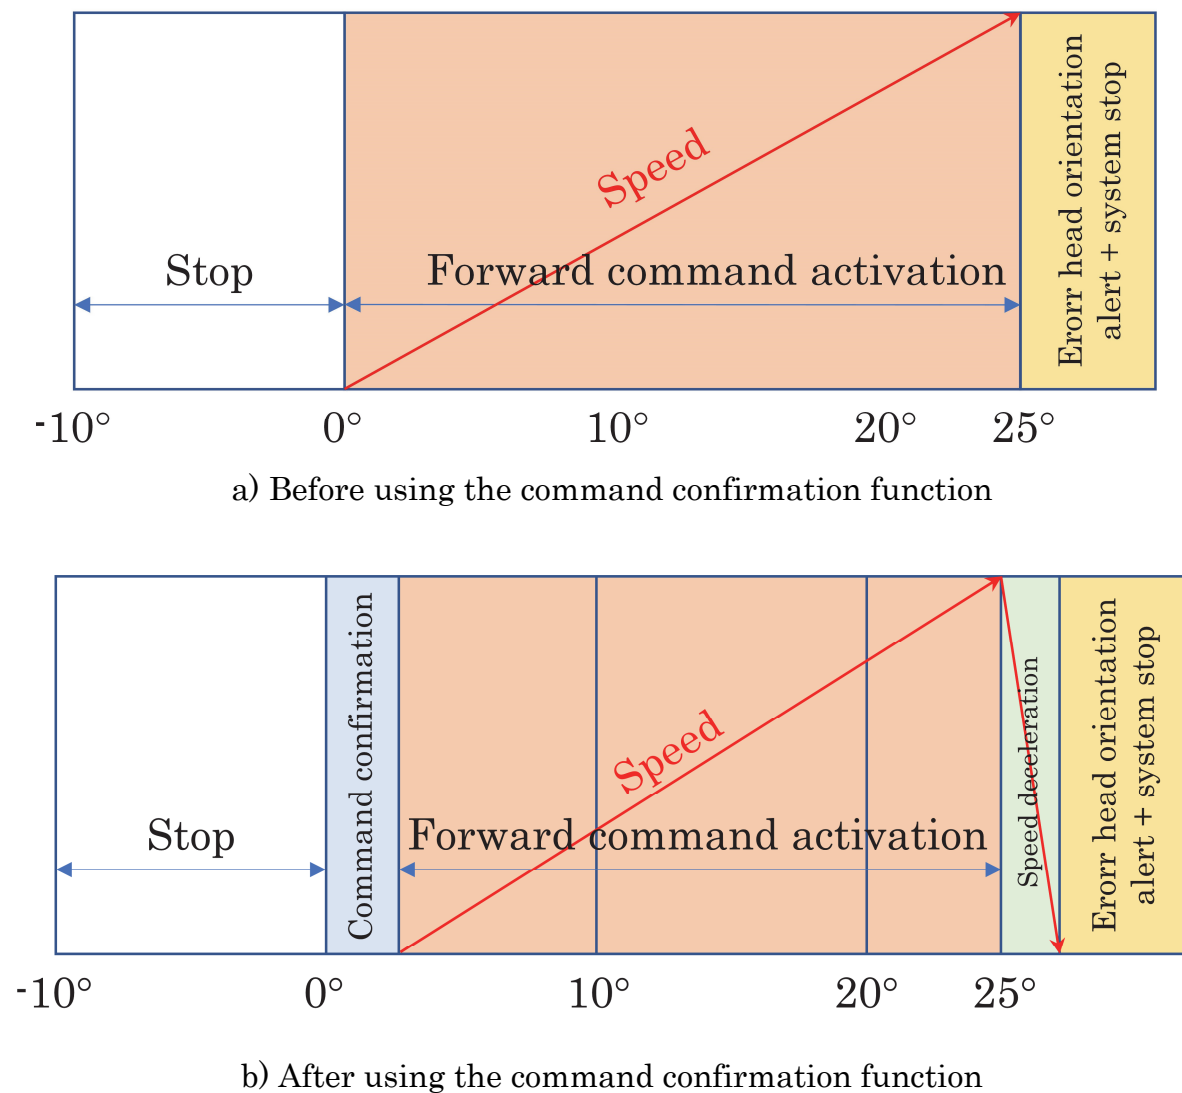 Speed
Erorr head orientation
alert + system stop
Stop
Forward command activation
-10°
0°
10°
20°
25°
a) Before using the command confirmation function
Command confirmation
Speed
Speed deceleration
Erorr head orientation
alert + system stop
Stop
Forward command activation
-10°
0°
10°
20°
25°
b) After using the command confirmation function